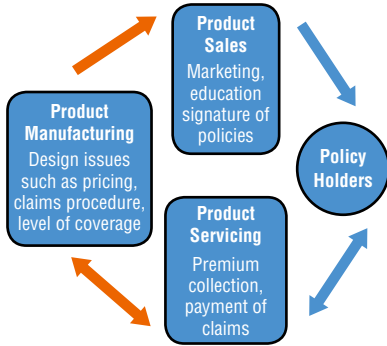 Product
Sales
Marketing,
education
signature of
policies
Product
Manufacturing
Design issues
such as pricing,
claims procedure,
level of coverage
Policy
Holders
Product
Servicing
Premium
collection,
payment of
claims